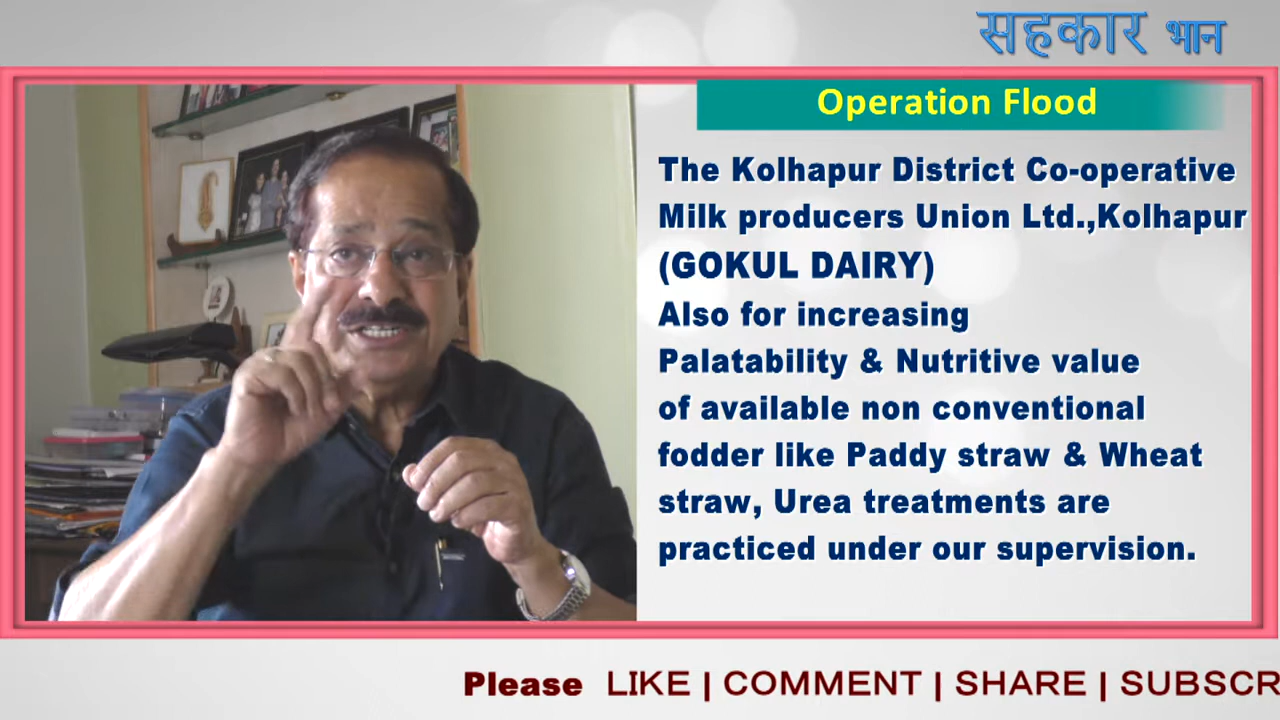 सहकार भान
Operation Flood
The Kolhapur District Co-operative
Milk producers Union Ltd.,Kolhapur
(GOKUL DAIRY)
Also for increasing
Palatability & Nutritive value
of available non conventional
fodder like Paddy straw & Wheat
straw, Urea treatments are
practiced under our supervision.
Please LIKE | COMMENT | SHARE | SUBSCR